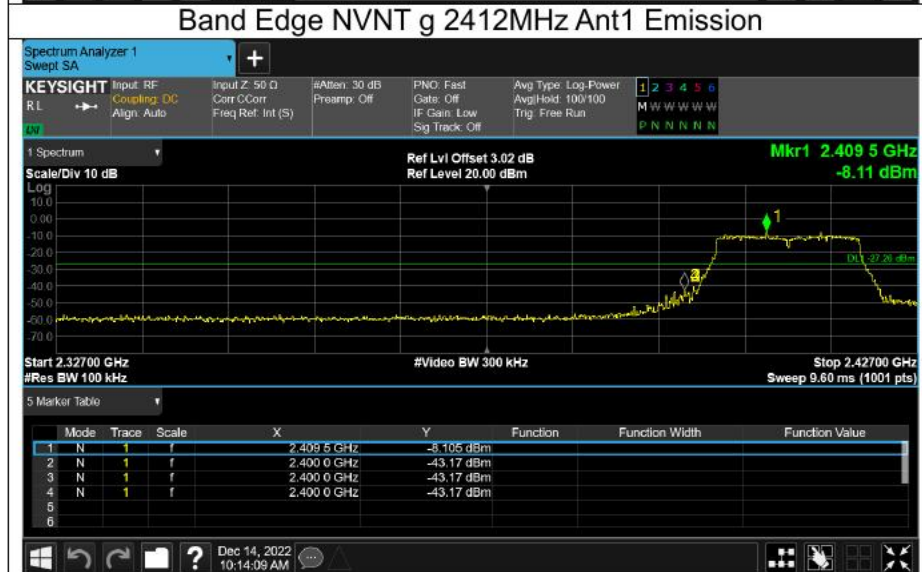 Band Edge NVNT g 2412MHz Ant1 Emission
Spectrum Analyzer 1
Swept SA
+
KEYSIGHT Input: RF Input Z: 50 Ω #Atten: 30 dB PNO: Fast Avg Type: Log-Power 1 2 3 4 5 6
RL Coupling: DC Corr CCorr Preamp: Off Gate: Off Avg|Hold: 100/100 M W W W W W
Align: Auto Freq Ref: Int (S) IF Gain: Low Trig: Free Run
Sig Track: Off P N N N N N
1 Spectrum Ref Lvl Offset 3.02 dB Mkr1 2.409 5 GHz
Scale/Div 10 dB Ref Level 20.00 dBm -8.11 dBm
Log
10.0
0.00
1
-10.0
-20.0
DL1 -27.26 dBm
-30.0
-40.0
-50.0
-60.0
-70.0
Start 2.32700 GHz #Video BW 300 kHz Stop 2.42700 GHz
#Res BW 100 kHz Sweep 9.60 ms (1001 pts)
5 Marker Table
Mode Trace Scale X Y Function Function Width Function Value
1 N 1 f 2.409 5 GHz -8.105 dBm
2 N 1 f 2.400 0 GHz -43.17 dBm
3 N 1 f 2.400 0 GHz -43.17 dBm
4 N 1 f 2.400 0 GHz -43.17 dBm
5
6
? Dec 14, 2022
10:14:09 AM